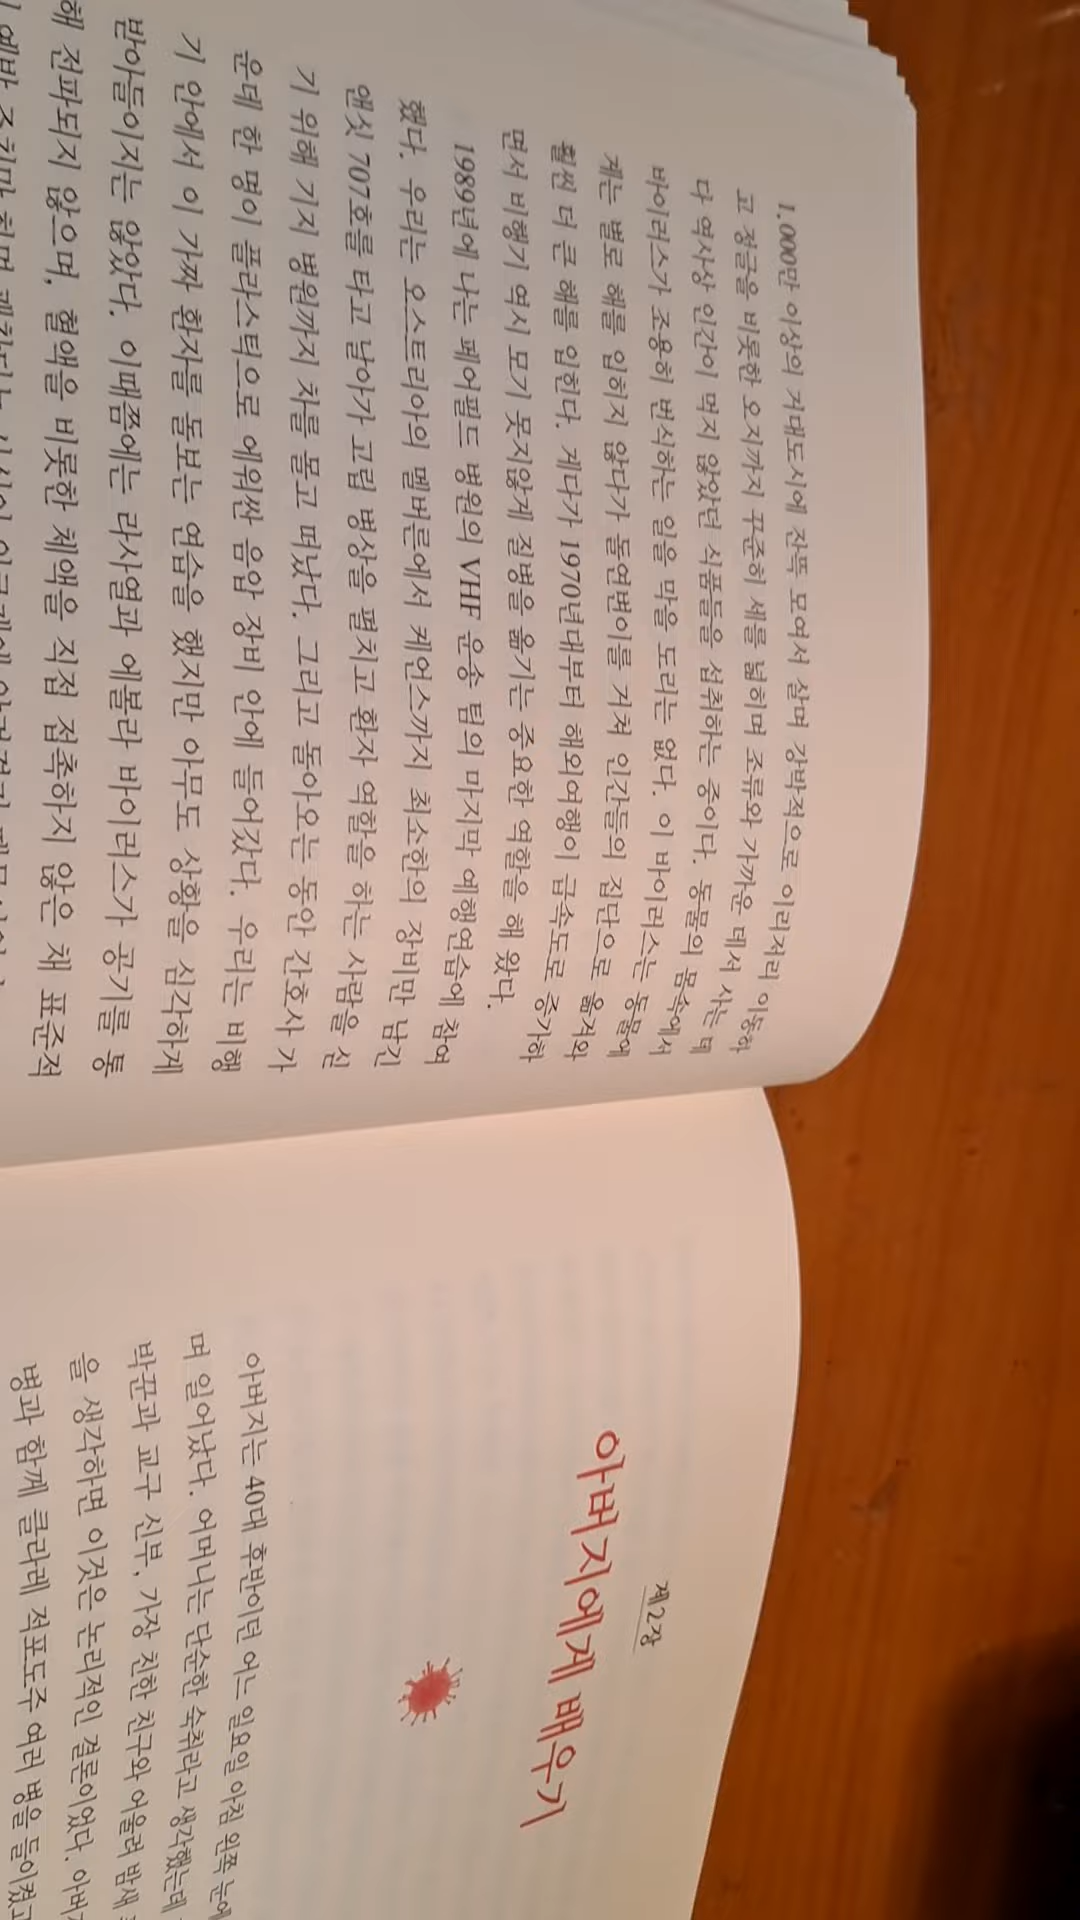 1,000만 이상의 거대도시에 잔뜩 모여서 살며 강박적으로 이리저리 이동하
고 정글을 비롯한 오지까지 꾸준히 세를 넓히며 조류와 가까운 데서 사는 데
다 역사상 인간이 먹지 않았던 식품들을 섭취하는 종이다. 동물의 몸속에서
바이러스가 조용히 번식하는 일을 막을 도리는 없다. 이 바이러스는 동물에
게는 별로 해를 입히지 않다가 돌연변이를 거쳐 인간들의 집단으로 옮겨와
훨씬 더 큰 해를 입힌다. 게다가 1970년대부터 해외여행이 급속도로 증가하
면서 비행기 역시 모기 못지않게 질병을 옮기는 중요한 역할을 해 왔다.
1989년에 나는 페어필드 병원의 VHF 운송 팀의 마지막 예행연습에 참여
했다. 우리는 오스트리아의 멜버른에서 케언스까지 최소한의 장비만 남긴
앤싯 707호를 타고 날아가 고립 병상을 펼치고 환자 역할을 하는 사람을 싣
기 위해 기지 병원까지 차를 몰고 떠났다. 그리고 돌아오는 동안 간호사 가
운데 한 명이 플라스틱으로 에워싼 음압 장비 안에 들어갔다. 우리는 비행
기 안에서 이 가짜 환자를 돌보는 연습을 했지만 아무도 상황을 심각하게
받아들이지는 않았다. 이때쯤에는 라사열과 에볼라 바이러스가 공기를 통
해 전파되지 않으며, 혈액을 비롯한 체액을 직접 접촉하지 않은 채 표준적
제2장
아버지에게 배우기
아버지는 40대 후반이던 어느 일요일 아침 왼쪽 눈에
며 일어났다. 어머니는 단순한 숙취라고 생각했는데
박꾼과 교구 신부, 가장 친한 친구와 어울려 밤새
을 생각하면 이것은 논리적인 결론이었다.
병과 함께 클라레 적포도주 여러 병을 들이켰고